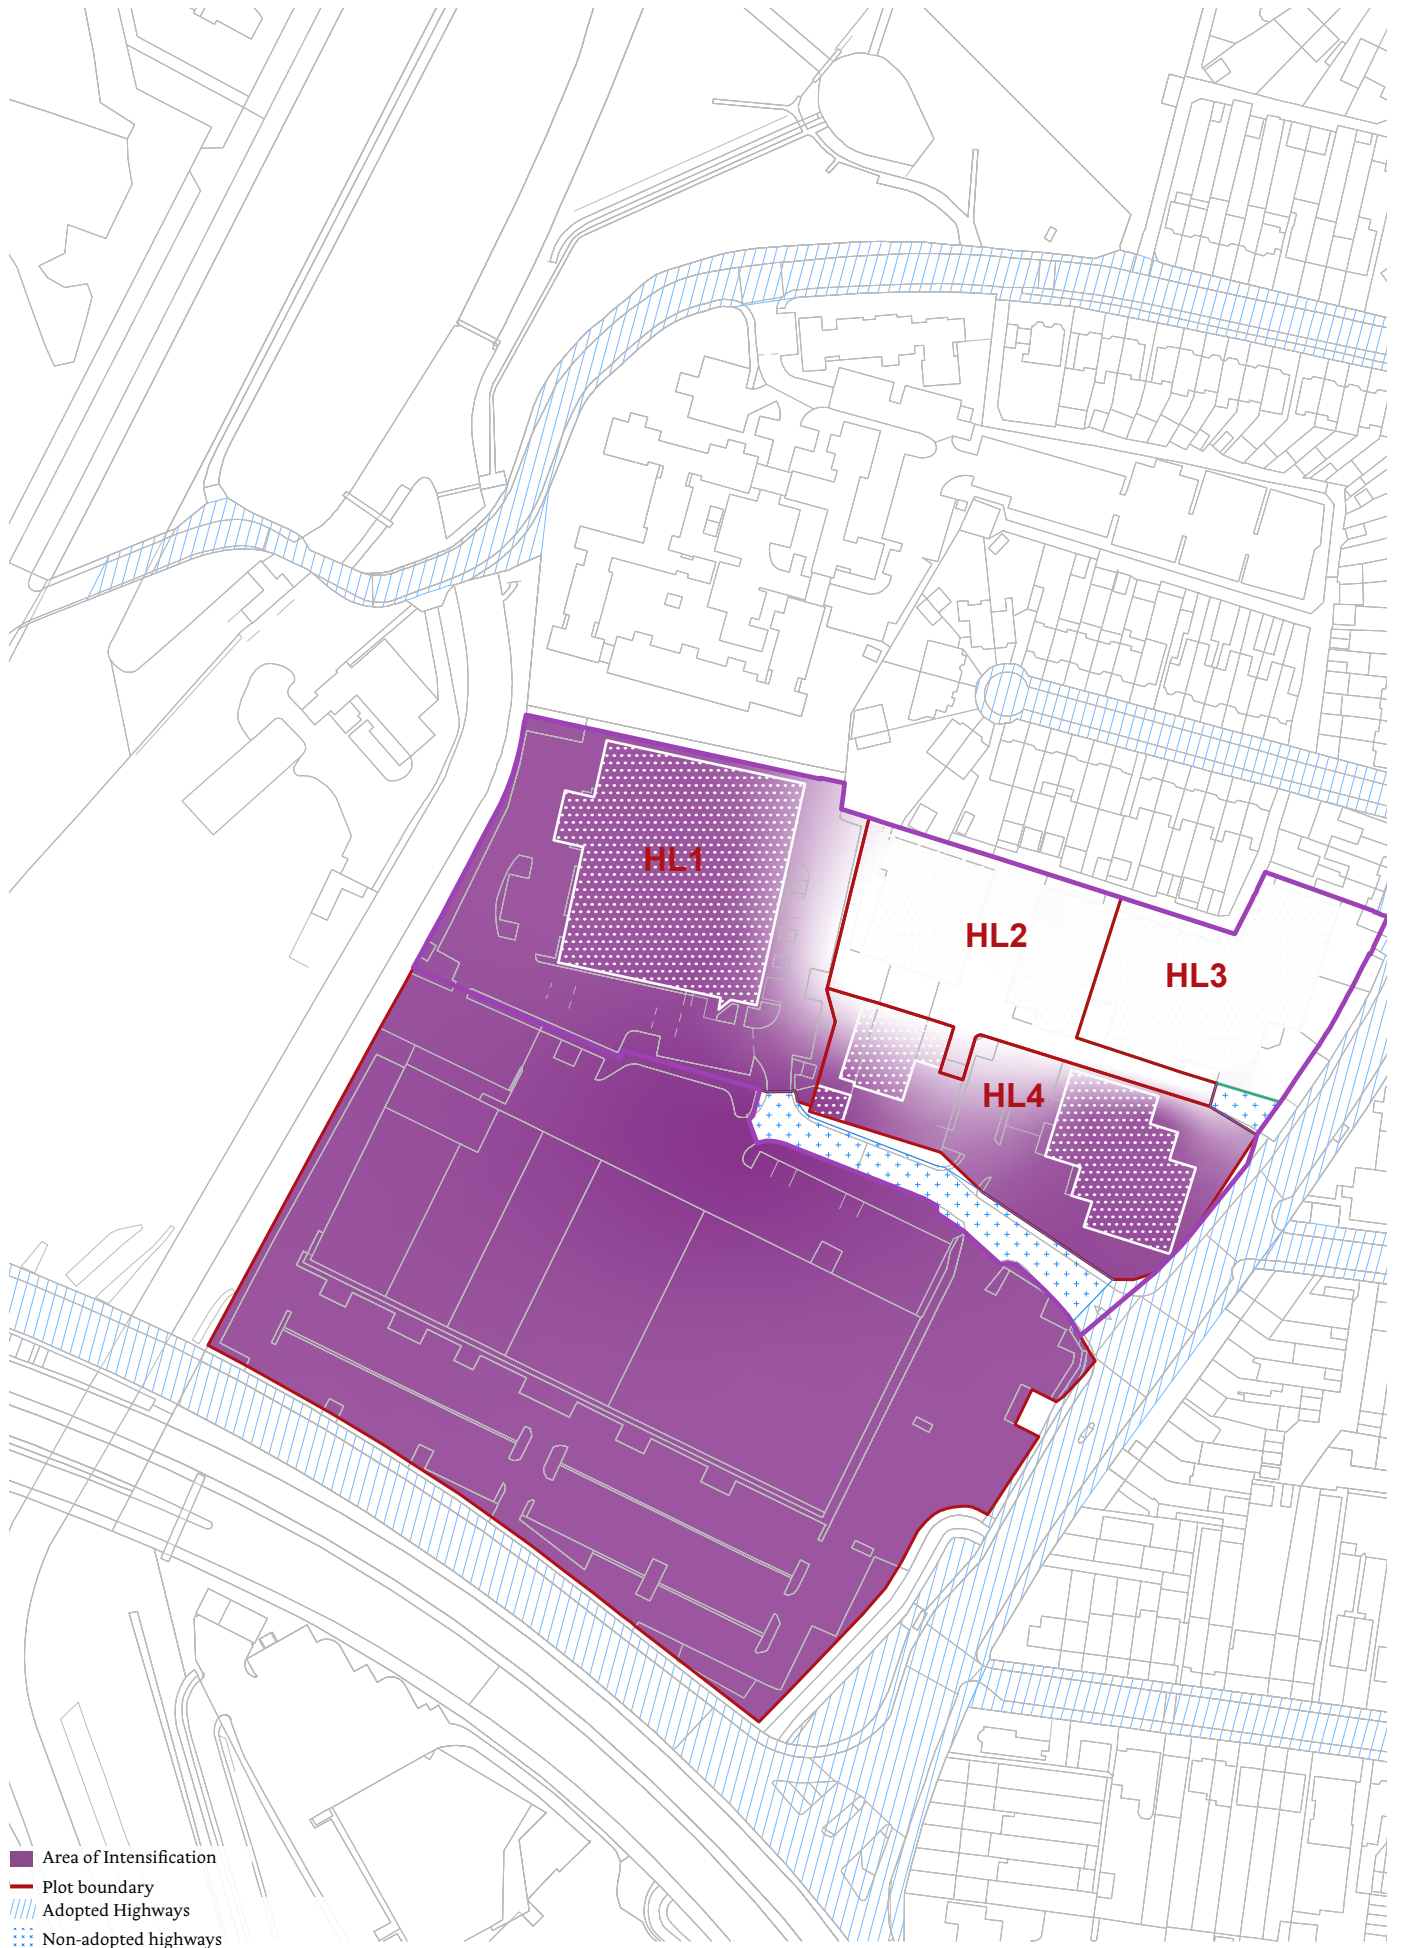 HL1
HL2
HL3
HL4
Area of Intensification
Plot boundary
Adopted Highways
Non-adopted highways